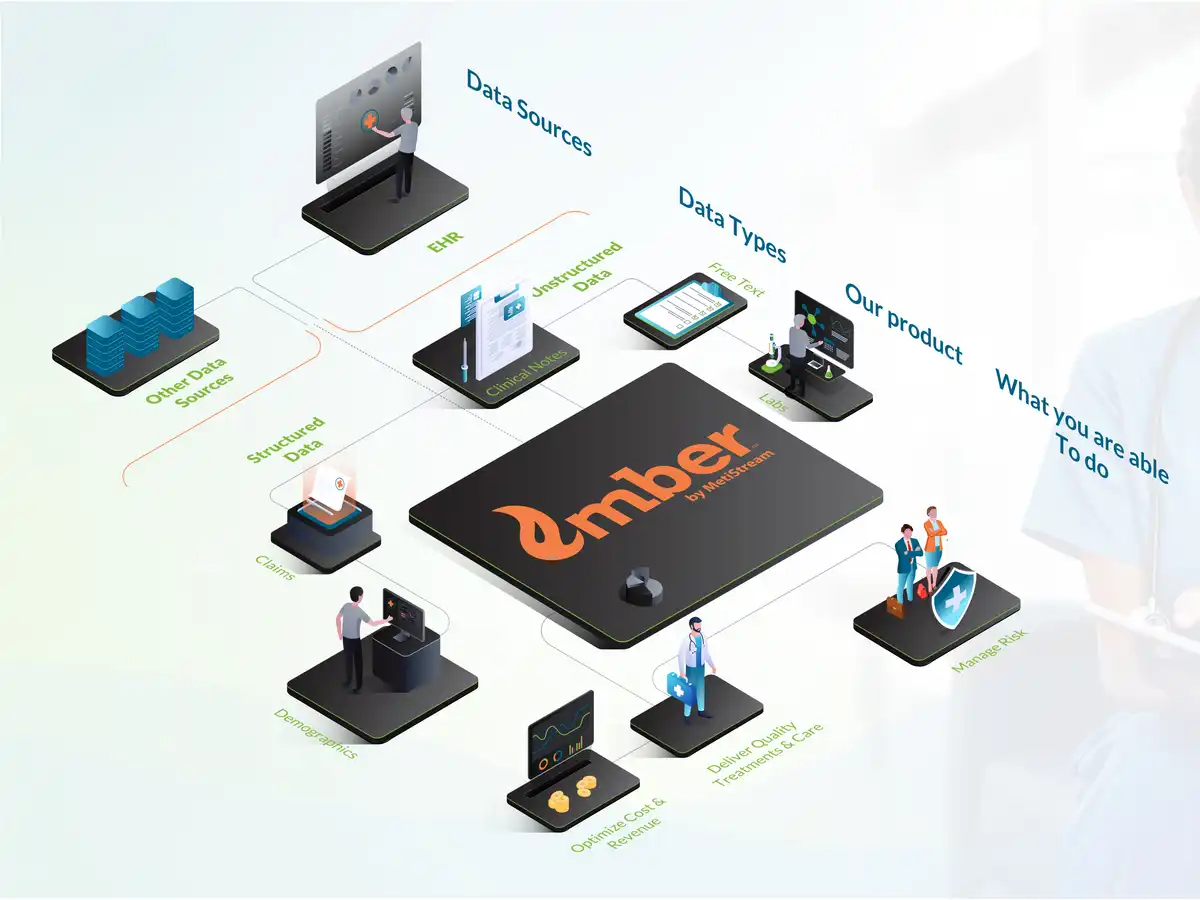 Data Sources
EHR
Other Data
Sources
Data Types
Unstructured
Data
Free Text
Clinical Notes
Labs
Structured
Data
Claims
Demographics
Our product
ember™
by MetiStream
What you are able
To do
Manage Risk
Deliver Quality
Treatments & Care
Optimize Cost &
Revenue